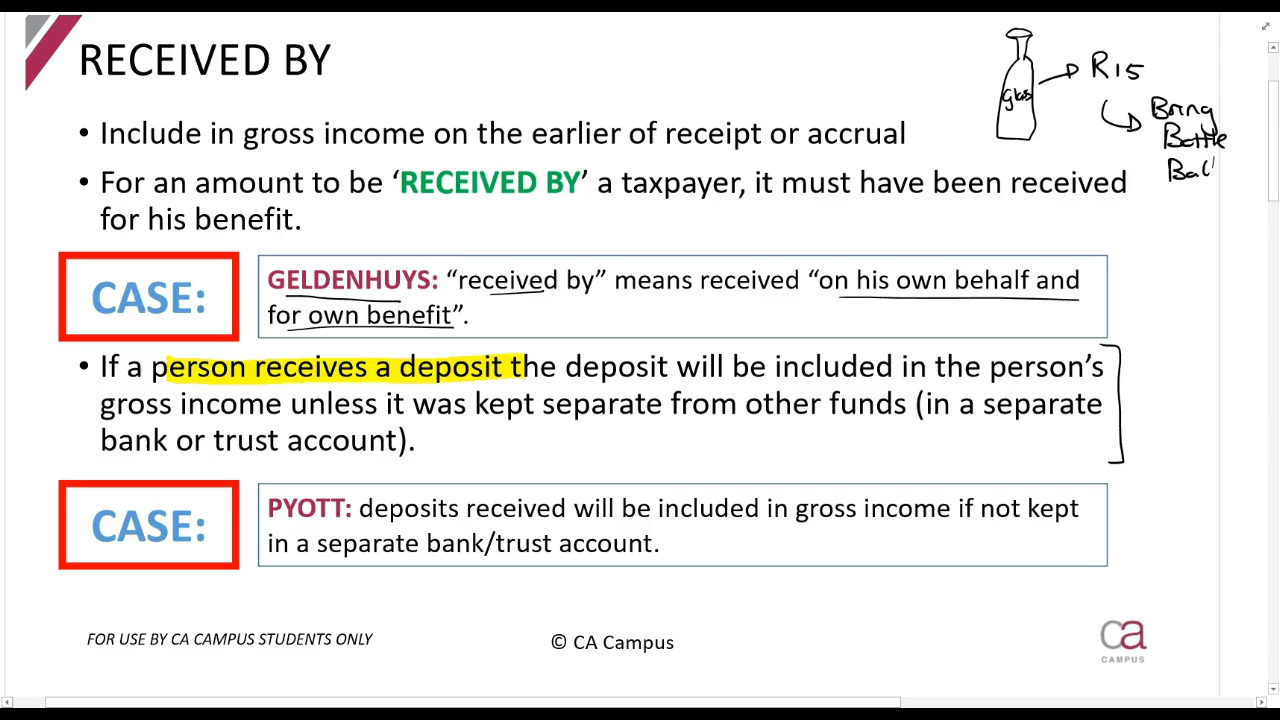 RECEIVED BY
Glass
R15
Bring
Bottle
• Include in gross income on the earlier of receipt or accrual
• For an amount to be ‘RECEIVED BY’ a taxpayer, it must have been received
for his benefit.
CASE:
GELDENHUYS: “received by” means received “on his own behalf and
for own benefit”.
• If a person receives a deposit the deposit will be included in the person’s
gross income unless it was kept separate from other funds (in a separate
bank or trust account).
CASE:
PYOTT: deposits received will be included in gross income if not kept
in a separate bank/trust account.
FOR USE BY CA CAMPUS STUDENTS ONLY
© CA Campus
ca
CAMPUS